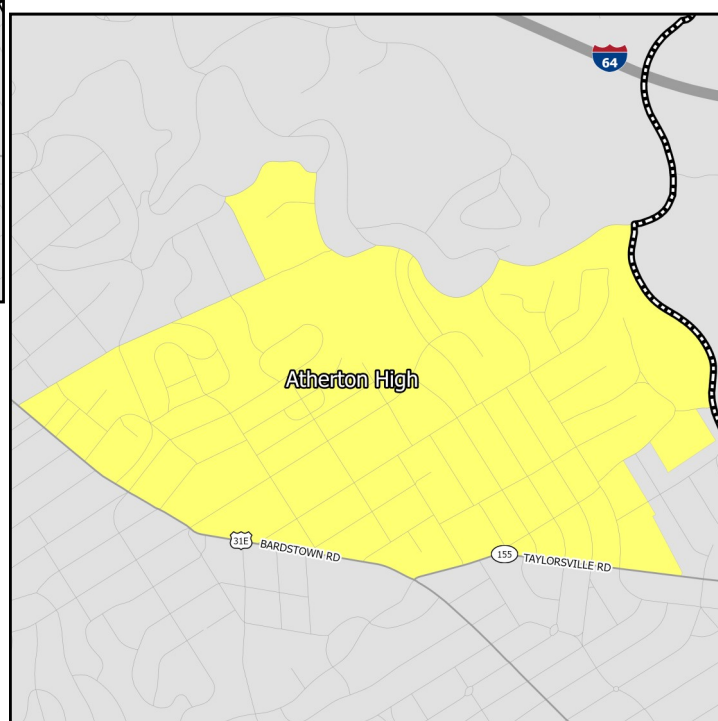 64
Atherton High
31E
BARDSTOWN RD
155
TAYLORSVILLE RD